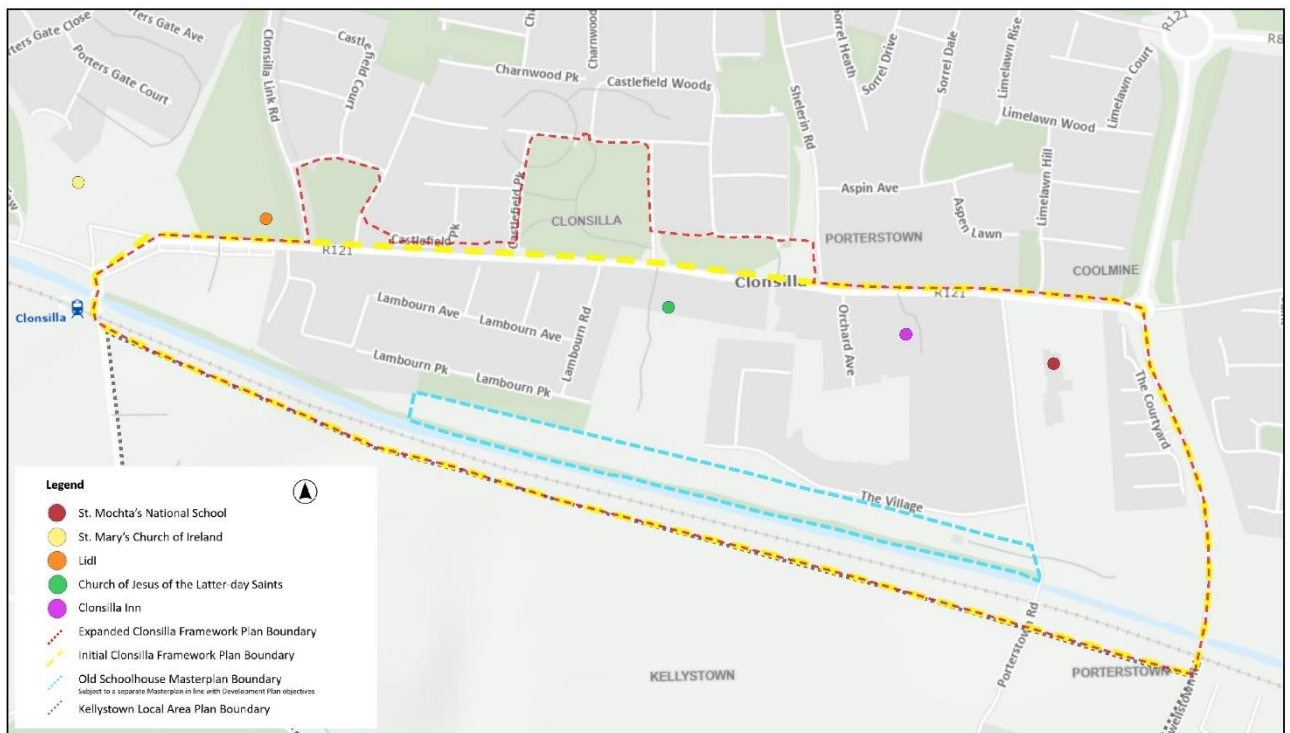 Porters Gate Close
Porters Gate Ave
Porters Gate Court
Clonsilla Link Rd
Castlefield Court
Charnwood
Charnwood Pk
Castlefield Woods
Shelerin Rd
Sorrel Heath
Sorrel Drive
Sorrel Dale
Limelawn Rise
Limelawn Court
R121
Limelawn Wood
Limelawn Hill
Aspin Ave
Aspen Lawn
CLONSILLA
PORTERSTOWN
COOLMINE
Castlefield Pk
Castlefield Pk
R121
Clonsilla
R121
Clonsilla
Lambourn Ave
Lambourn Ave
Lambourn Rd
Lambourn Pk
Lambourn Pk
Orchard Ave
The Courtyard
The Village
Porterstown Rd
KELLYSTOWN
PORTERSTOWN
Legend
St. Mochta's National School
St. Mary's Church of Ireland
Lidl
Church of Jesus of the Latter-day Saints
Clonsilla Inn
Expanded Clonsilla Framework Plan Boundary
Initial Clonsilla Framework Plan Boundary
Old Schoolhouse Masterplan Boundary
Subject to a separate Masterplan in line with Development Plan objectives
Kellystown Local Area Plan Boundary